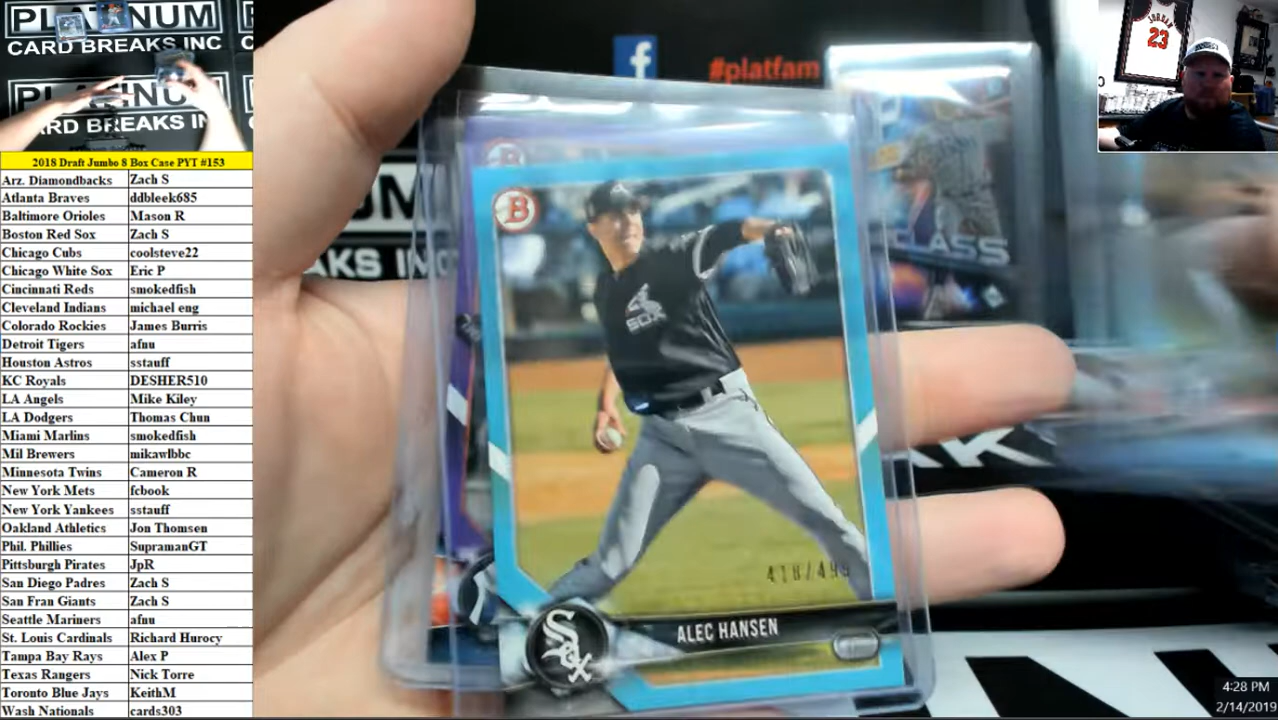 PLATINUM
CARD BREAKS INC
PLATINUM
CARD BREAKS IN
2018 Draft Jumbo 8 Box Case PYT #153
Arz. Diamondbacks Zach S
Atlanta Braves ddbleek685
Baltimore Orioles Mason R
Boston Red Sox Zach S
Chicago Cubs coolsteve22
Chicago White Sox Eric P
Cincinnati Reds smokedfish
Cleveland Indians michael eng
Colorado Rockies James Burris
Detroit Tigers afnu
Houston Astros sstauff
KC Royals DESHER510
LA Angels Mike Kiley
LA Dodgers Thomas Chun
Miami Marlins smokedfish
Mil Brewers mikawlbbc
Minnesota Twins Cameron R
New York Mets fcbook
New York Yankees sstauff
Oakland Athletics Jon Thomsen
Phil. Phillies SupramanGT
Pittsburgh Pirates JpR
San Diego Padres Zach S
San Fran Giants Zach S
Seattle Mariners afnu
St. Louis Cardinals Richard Hurocy
Tampa Bay Rays Alex P
Texas Rangers Nick Torre
Toronto Blue Jays KeithM
Wash Nationals cards303
f
#platfam
UM
AKS INC
B
B
SOX
CLASS
418/499
ALEC HANSEN
Sox
JORDAN
23
4:28 PM
2/14/2019